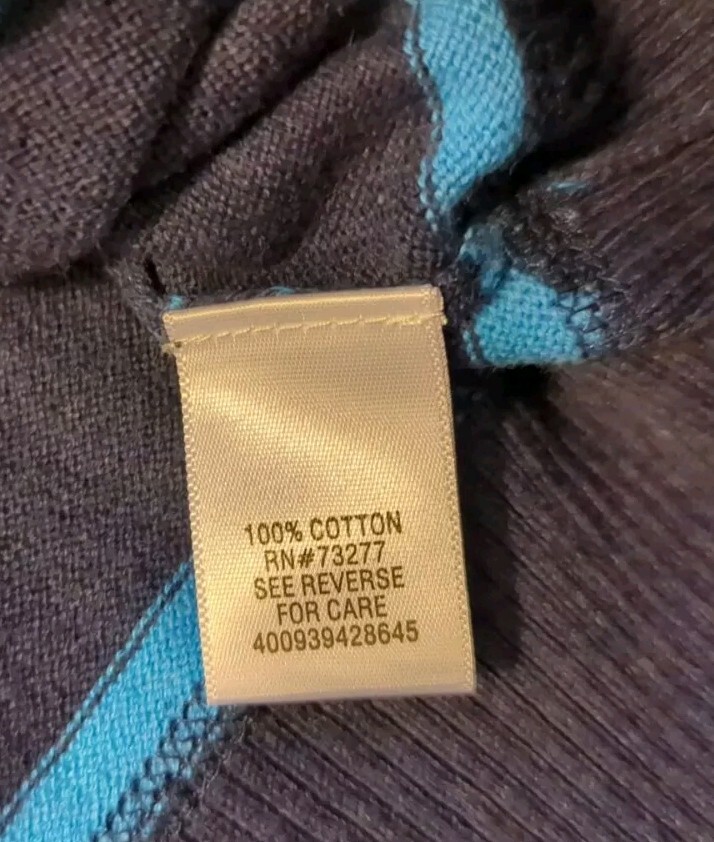 100% COTTON
RN#73277
SEE REVERSE
FOR CARE
400939428645